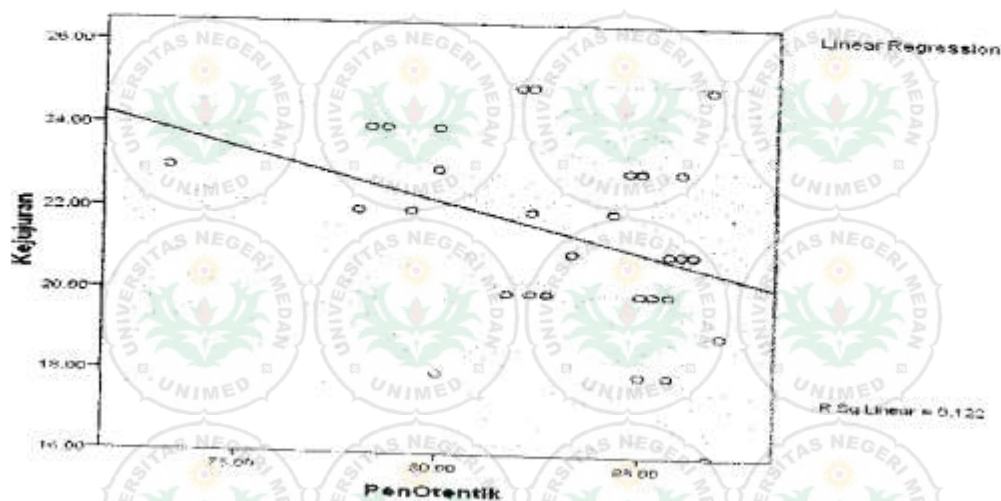 Linear Regression
26.00
24.00
22.00
20.00
18.00
16.00
Kejujuran
75.00 80.00 85.00
PenOtentik
R Sq Linear = 0.122
UNIVERSITAS NEGERI MEDAN
UNIMED